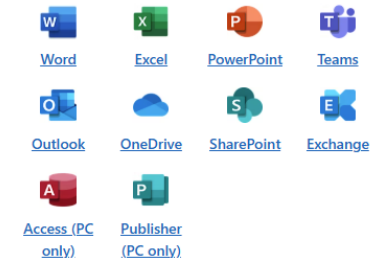 W X P T
Word Excel PowerPoint Teams
O S E
Outlook OneDrive SharePoint Exchange
A P
Access (PC Publisher
only) (PC only)